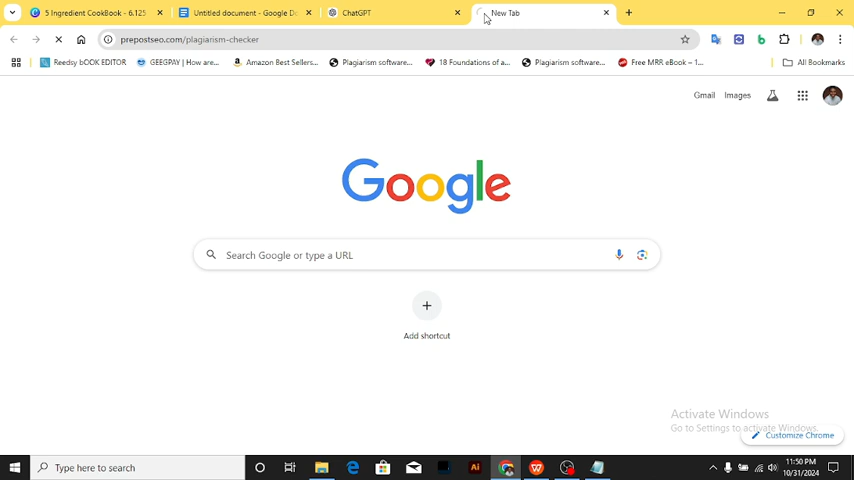 5 Ingredient CookBook - 6.125
Untitled document - Google Do
ChatGPT
New Tab
prepostseo.com/plagiarism-checker
Reedsy bOOK EDITOR
GEEGPAY | How are...
Amazon Best Sellers...
Plagiarism software...
18 Foundations of a...
Plagiarism software...
Free MRR eBook – 1...
All Bookmarks
Gmail
Images
Google
Search Google or type a URL
Add shortcut
Activate Windows
Go to Settings to activate Windows.
Customize Chrome
Type here to search
Ai
11:50 PM
10/31/2024